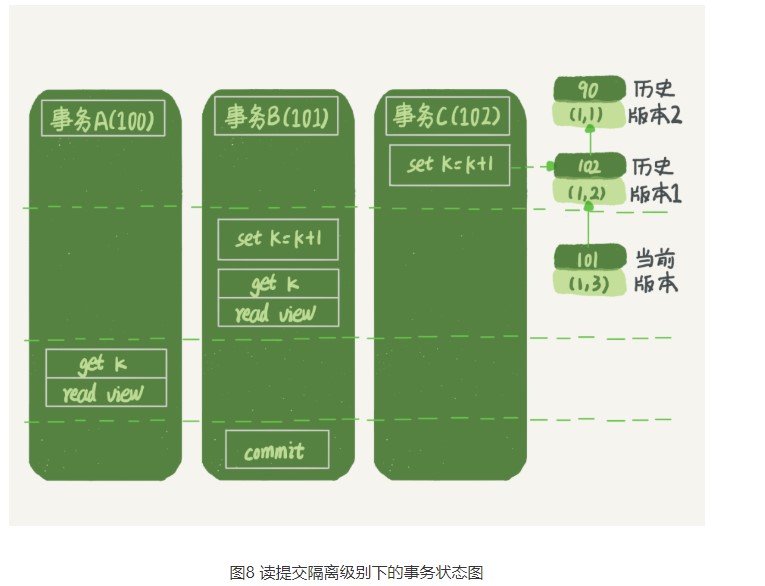 事务A(100)
事务B(101)
事务C(102)
90
历史
(1,1)
版本2
set k=k+1
102
历史
(1,2)
版本1
set k=k+1
101
当前
(1,3)
版本
get k
read view
get k
read view
commit
图8 读提交隔离级别下的事务状态图